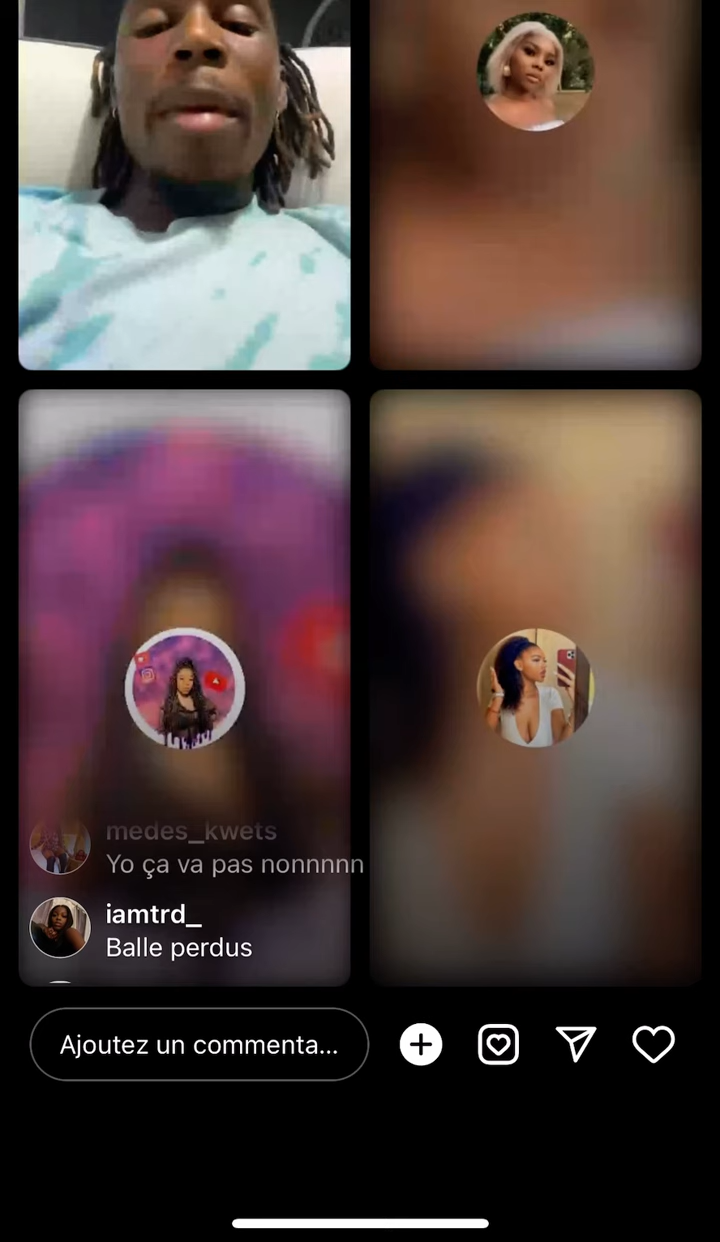 medes_kwets
Yo ça va pas nonnnnn
iamtrd_
Balle perdus
Ajoutez un commenta...